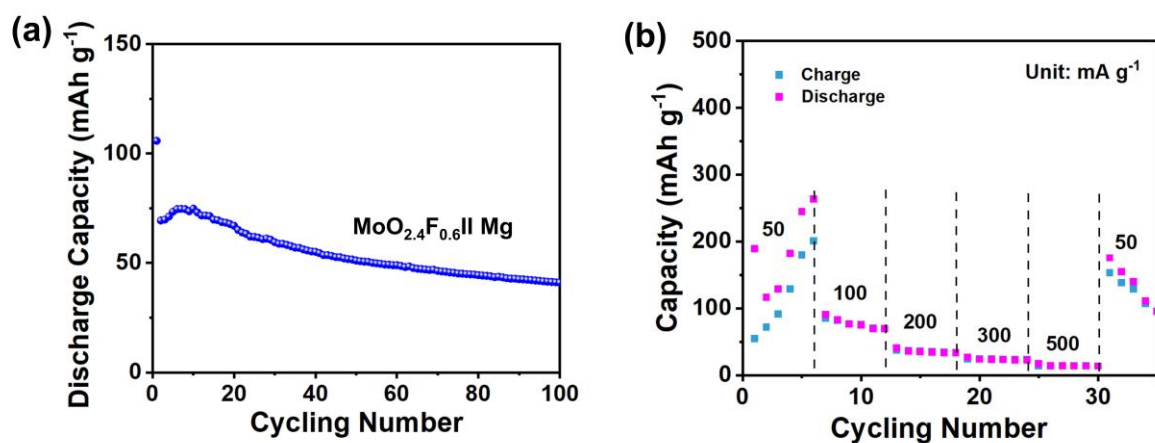 (a)
150
100
50
0
0 20 40 60 80 100
Discharge Capacity (mAh g-1)
Cycling Number
MoO2.4F0.6II Mg
(b)
500
400
300
200
100
0
0 10 20 30
Capacity (mAh g-1)
Cycling Number
Charge
Discharge
Unit: mA g-1
50
100
200
300
500
50